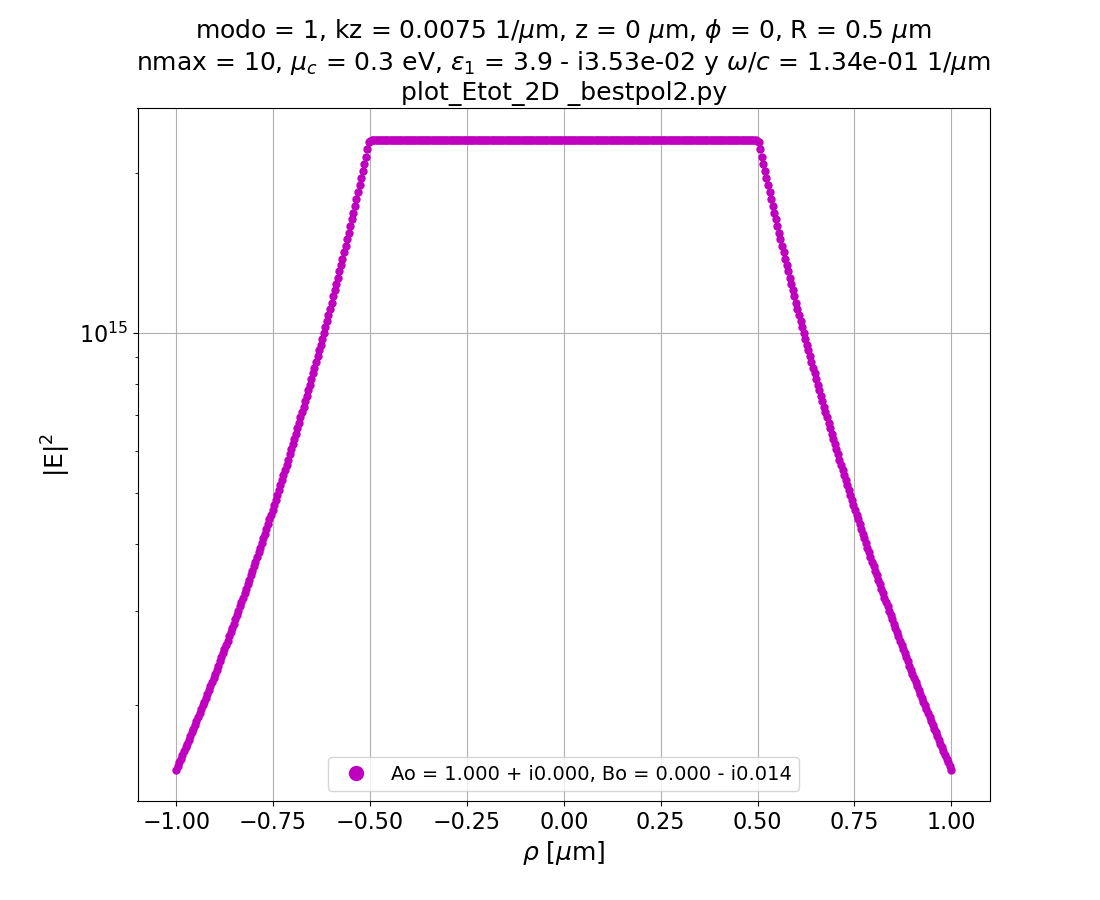 modo = 1, kz = 0.0075 1/μm, z = 0 μm, ϕ = 0, R = 0.5 μm
nmax = 10, μ_c = 0.3 eV, ε₁ = 3.9 - i3.53e-02 y ω/c = 1.34e-01 1/μm
plot_Etot_2D _bestpol2.py
10¹⁵
|E|²
Ao = 1.000 + i0.000, Bo = 0.000 - i0.014
−1.00 −0.75 −0.50 −0.25 0.00 0.25 0.50 0.75 1.00
ρ [μm]